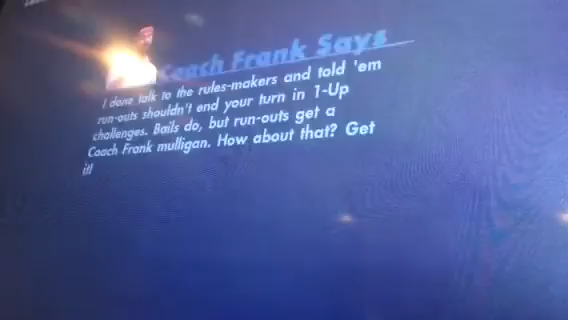 Coach Frank Says
I done talk to the rules-makers and told 'em
run-outs shouldn't end your turn in 1-Up
challenges. Bails do, but run-outs get a
Coach Frank mulligan. How about that? Get
it!